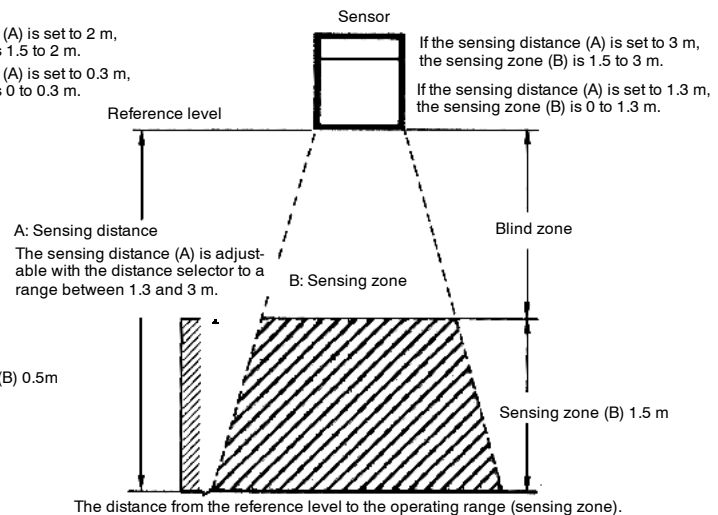 Sensor
(A) is set to 2 m,
s 1.5 to 2 m.
(A) is set to 0.3 m,
s 0 to 0.3 m.
If the sensing distance (A) is set to 3 m,
the sensing zone (B) is 1.5 to 3 m.
If the sensing distance (A) is set to 1.3 m,
the sensing zone (B) is 0 to 1.3 m.
Reference level
A: Sensing distance
The sensing distance (A) is adjust-
able with the distance selector to a
range between 1.3 and 3 m.
Blind zone
B: Sensing zone
(B) 0.5m
Sensing zone (B) 1.5 m
The distance from the reference level to the operating range (sensing zone).